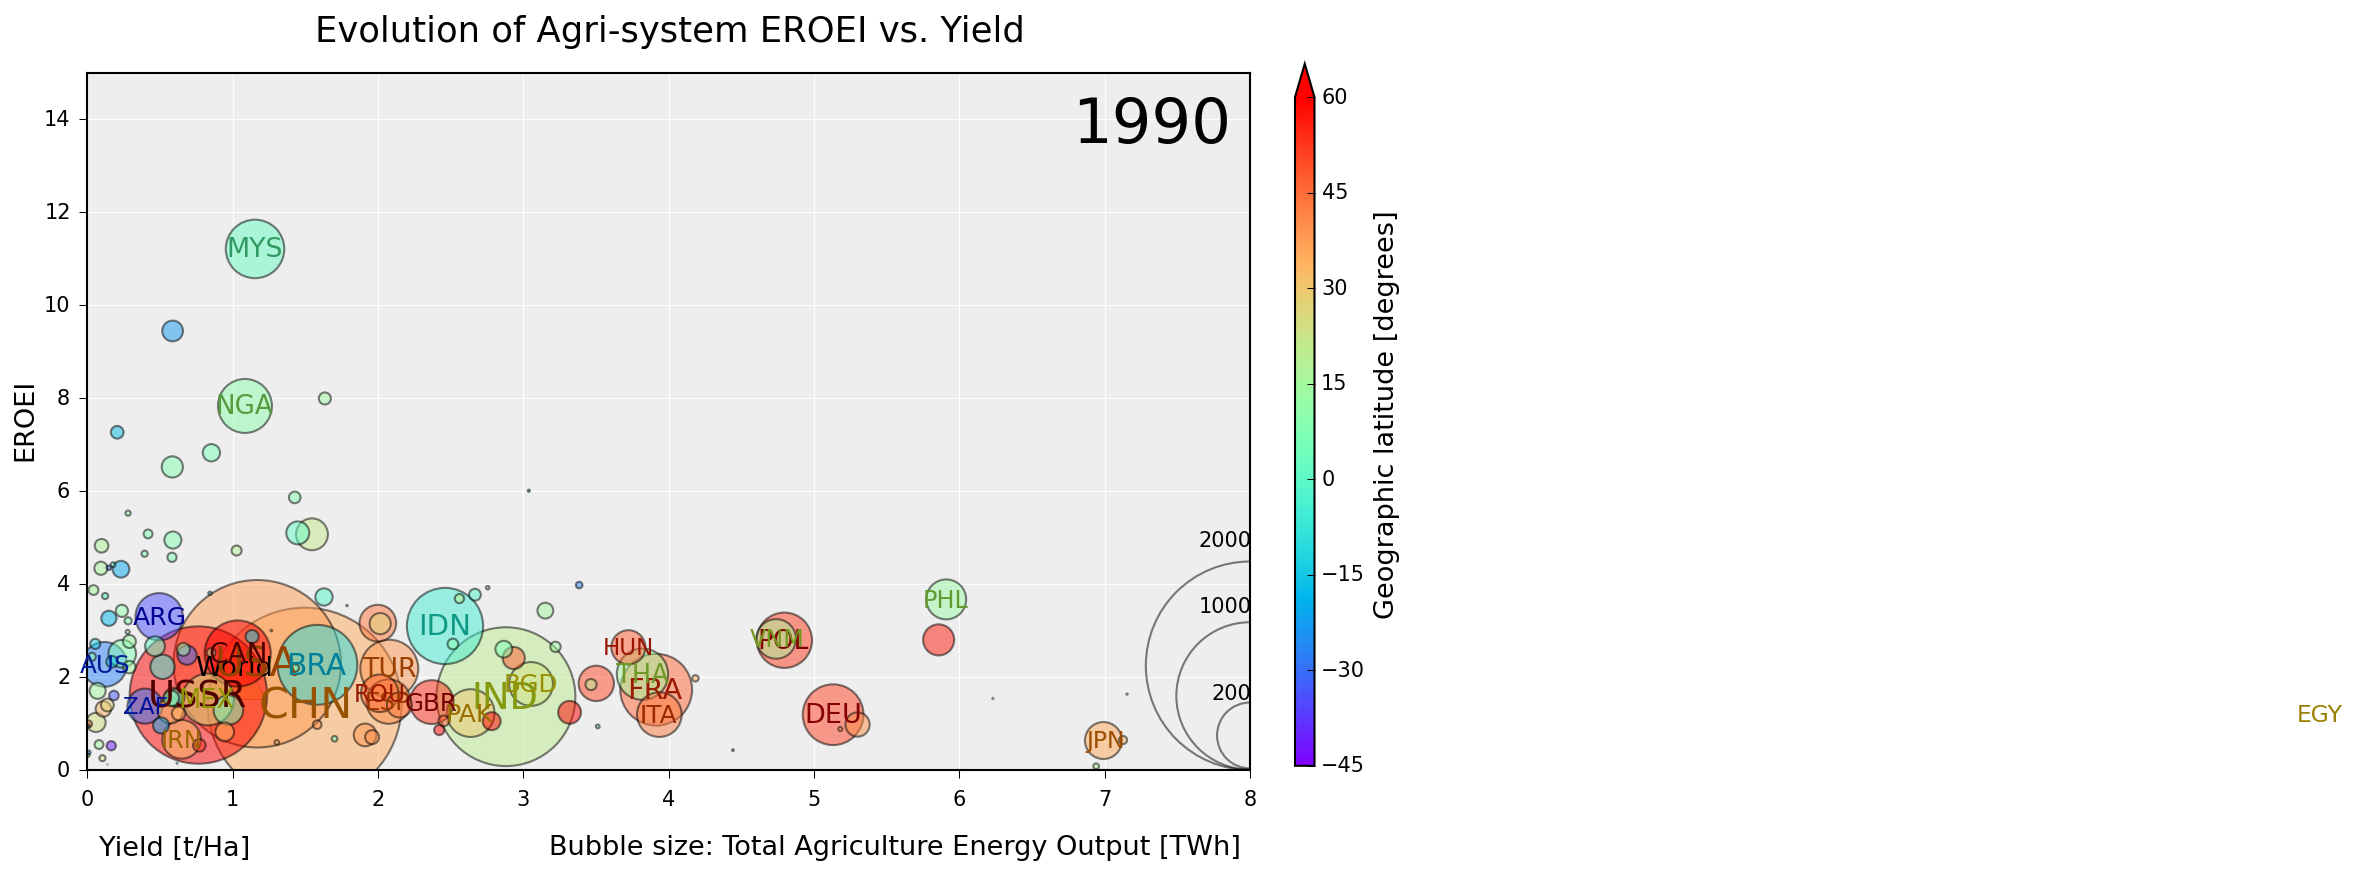 Evolution of Agri-system EROEI vs. Yield
1990
14
12
10
8
6
4
2
0
EROEI
MYS
NGA
ARG
AUS
USA
CAN
World
USSR
CHN
BRA
MEX
ZAF
IRN
IDN
TUR
ROU
ESP
GBR
PAK
IND
BGD
HUN
THA
FRA
ITA
VNM
POL
DEU
PHL
JPN
EGY
2000
1000
200
0
1
2
3
4
5
6
7
8
Yield [t/Ha]
Bubble size: Total Agriculture Energy Output [TWh]
60
45
30
15
0
−15
−30
−45
Geographic latitude [degrees]